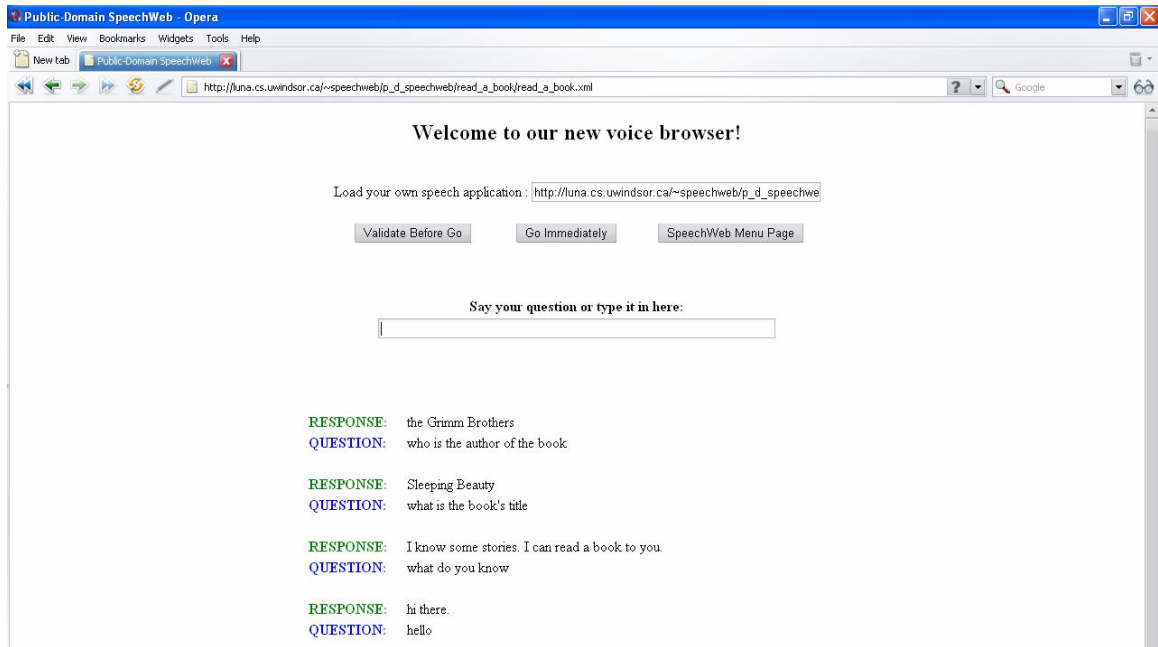 Public-Domain SpeechWeb - Opera
File Edit View Bookmarks Widgets Tools Help
New tab Public-Domain SpeechWeb
http://luna.cs.uwindsor.ca/~speechweb/p_d_speechweb/read_a_book/read_a_book.xml ? Google
Welcome to our new voice browser!
Load your own speech application : http://luna.cs.uwindsor.ca/~speechweb/p_d_speechwe
Validate Before Go Go Immediately SpeechWeb Menu Page
Say your question or type it in here:
RESPONSE: the Grimm Brothers
QUESTION: who is the author of the book
RESPONSE: Sleeping Beauty
QUESTION: what is the book's title
RESPONSE: I know some stories. I can read a book to you.
QUESTION: what do you know
RESPONSE: hi there.
QUESTION: hello